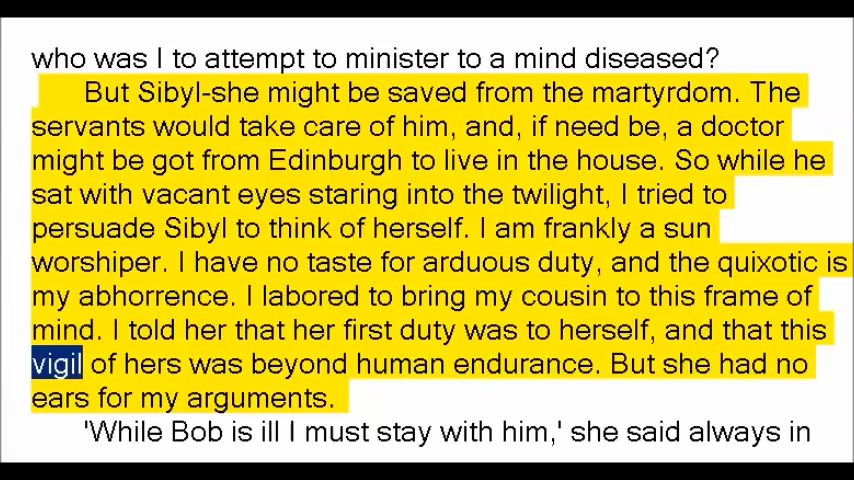 who was I to attempt to minister to a mind diseased?
But Sibyl-she might be saved from the martyrdom. The
servants would take care of him, and, if need be, a doctor
might be got from Edinburgh to live in the house. So while he
sat with vacant eyes staring into the twilight, I tried to
persuade Sibyl to think of herself. I am frankly a sun
worshiper. I have no taste for arduous duty, and the quixotic is
my abhorrence. I labored to bring my cousin to this frame of
mind. I told her that her first duty was to herself, and that this
vigil of hers was beyond human endurance. But she had no
ears for my arguments.
'While Bob is ill I must stay with him,' she said always in